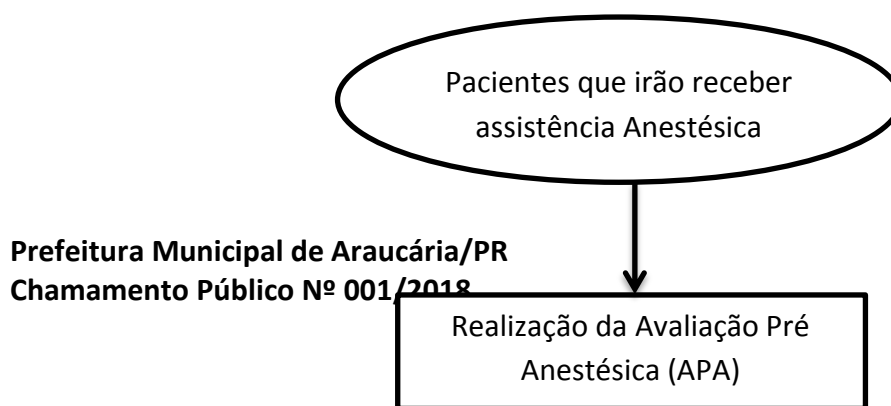 Pacientes que irão receber
assistência Anestésica
Prefeitura Municipal de Araucária/PR
Chamamento Público Nº 001/2018
Realização da Avaliação Pré
Anestésica (APA)